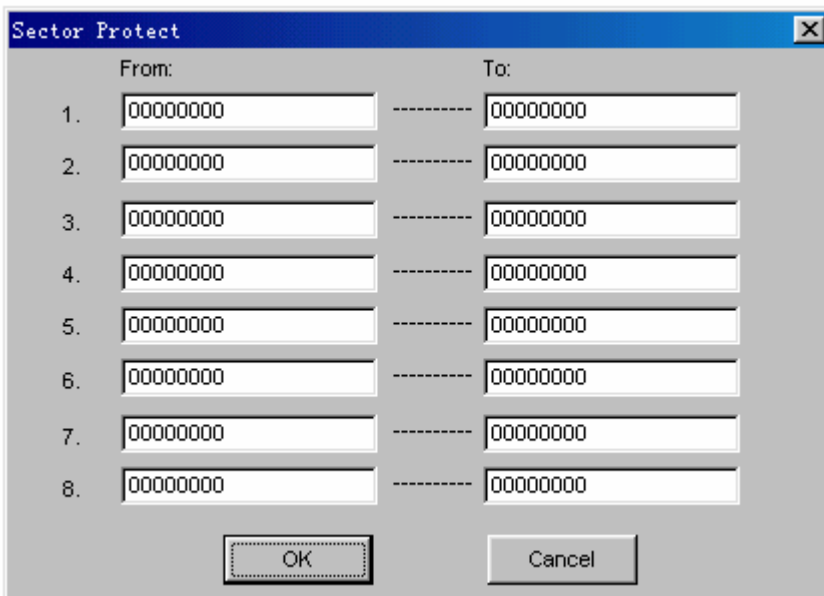 Sector Protect
From: To:
1. 00000000 ---------- 00000000
2. 00000000 ---------- 00000000
3. 00000000 ---------- 00000000
4. 00000000 ---------- 00000000
5. 00000000 ---------- 00000000
6. 00000000 ---------- 00000000
7. 00000000 ---------- 00000000
8. 00000000 ---------- 00000000
OK Cancel